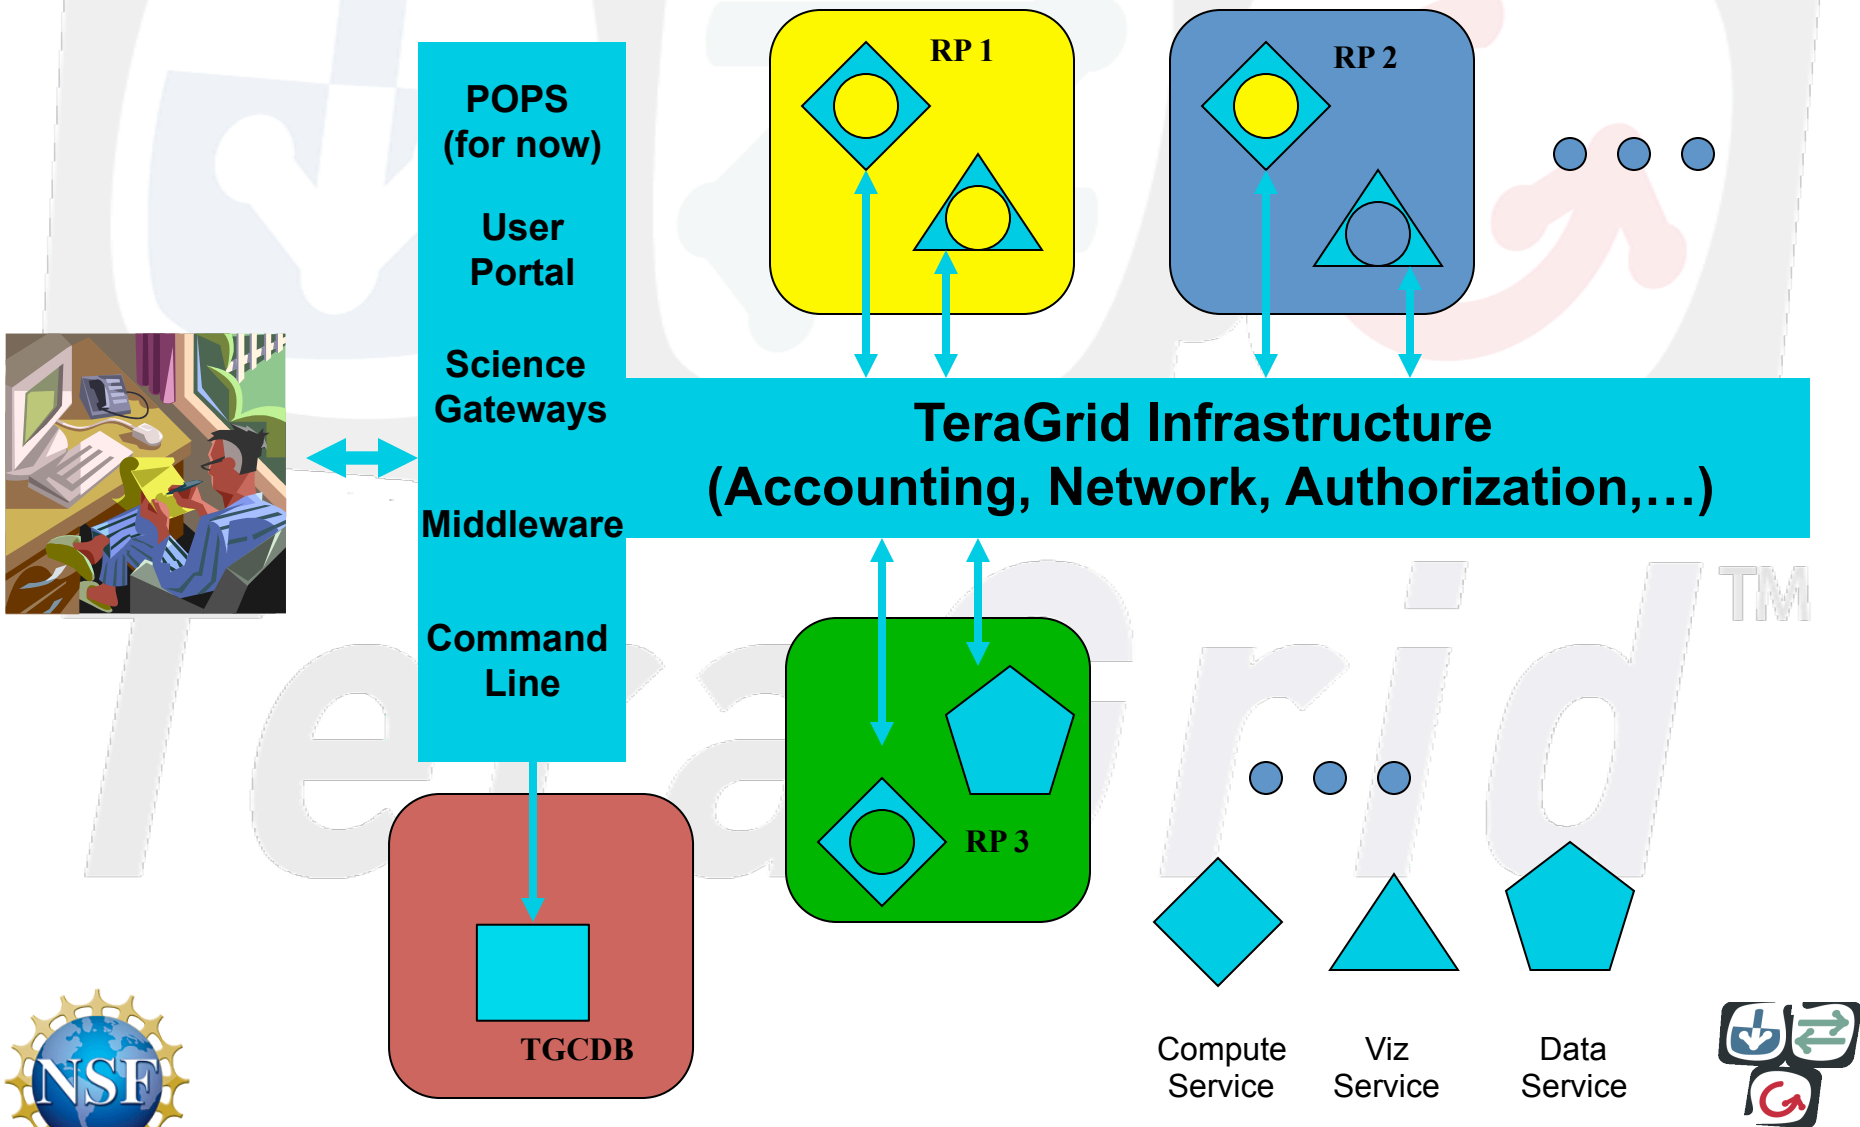 POPS
(for now)
User
Portal
Science
Gateways
Middleware
Command
Line
RP 1
RP 2
TeraGrid Infrastructure
(Accounting, Network, Authorization,…)
RP 3
TGCDB
Compute
Service
Viz
Service
Data
Service
NSF
TeraGrid™